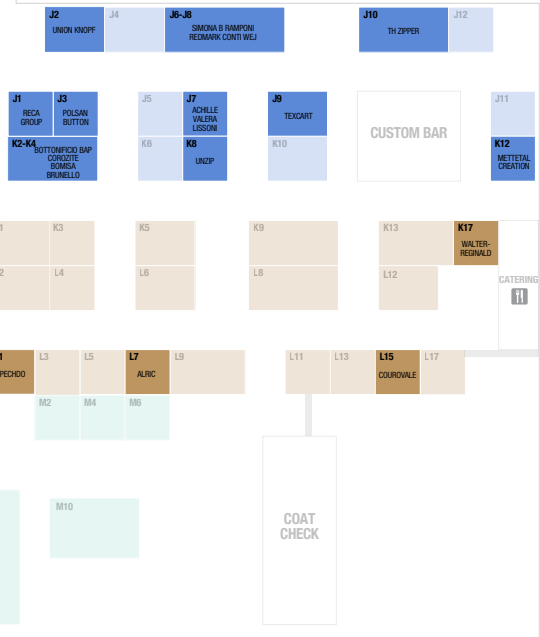 J2
UNION KNOPF
J4
J6-J8
SIMONA B RAMPONI
REDMARK CONTI WEJ
J10
TH ZIPPER
J12
J1
RECA
GROUP
J3
POLSAN
BUTTON
J5
J7
ACHILLE
VALERA
LISSONI
J9
TEXCART
CUSTOM BAR
J11
K2-K4
BOTTONIFICIO BAP
COROZITE
BOMISA
BRUNELLO
K6
K8
UNZIP
K10
K12
METTETAL
CREATION
K3
K5
K9
K13
K17
WALTER-
REGINALD
L4
L6
L8
L12
CATERING
PECHDO
L3
L5
L7
ALRIC
L9
L11
L13
L15
COUROVALE
L17
M2
M4
M6
M10
COAT
CHECK